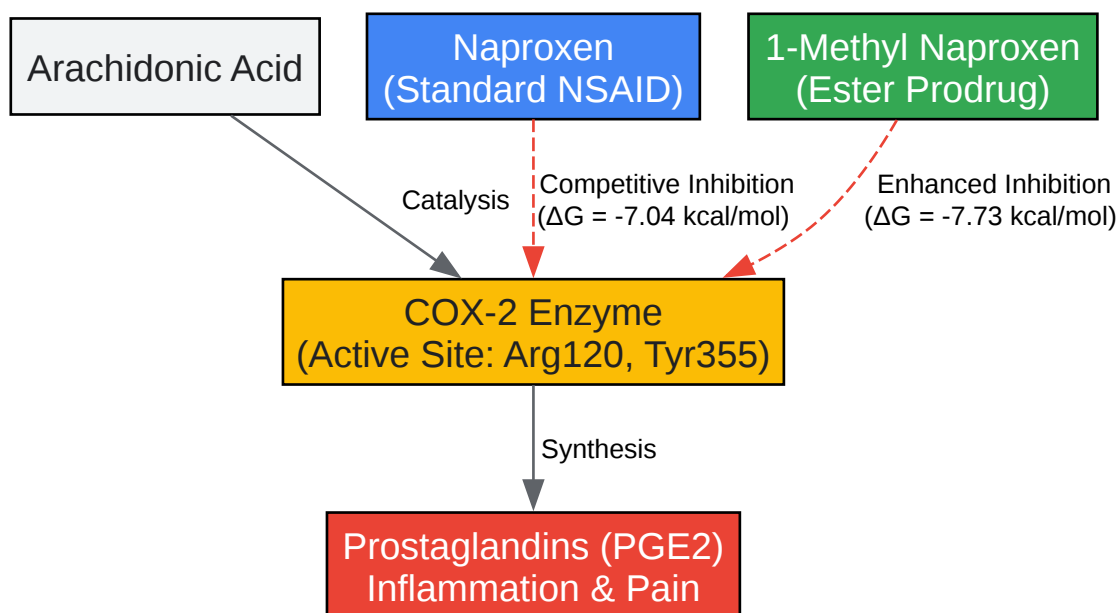 Arachidonic Acid
Naproxen
(Standard NSAID)
1-Methyl Naproxen
(Ester Prodrug)
Catalysis
Competitive Inhibition
(ΔG = -7.04 kcal/mol)
Enhanced Inhibition
(ΔG = -7.73 kcal/mol)
COX-2 Enzyme
(Active Site: Arg120, Tyr355)
Synthesis
Prostaglandins (PGE2)
Inflammation & Pain